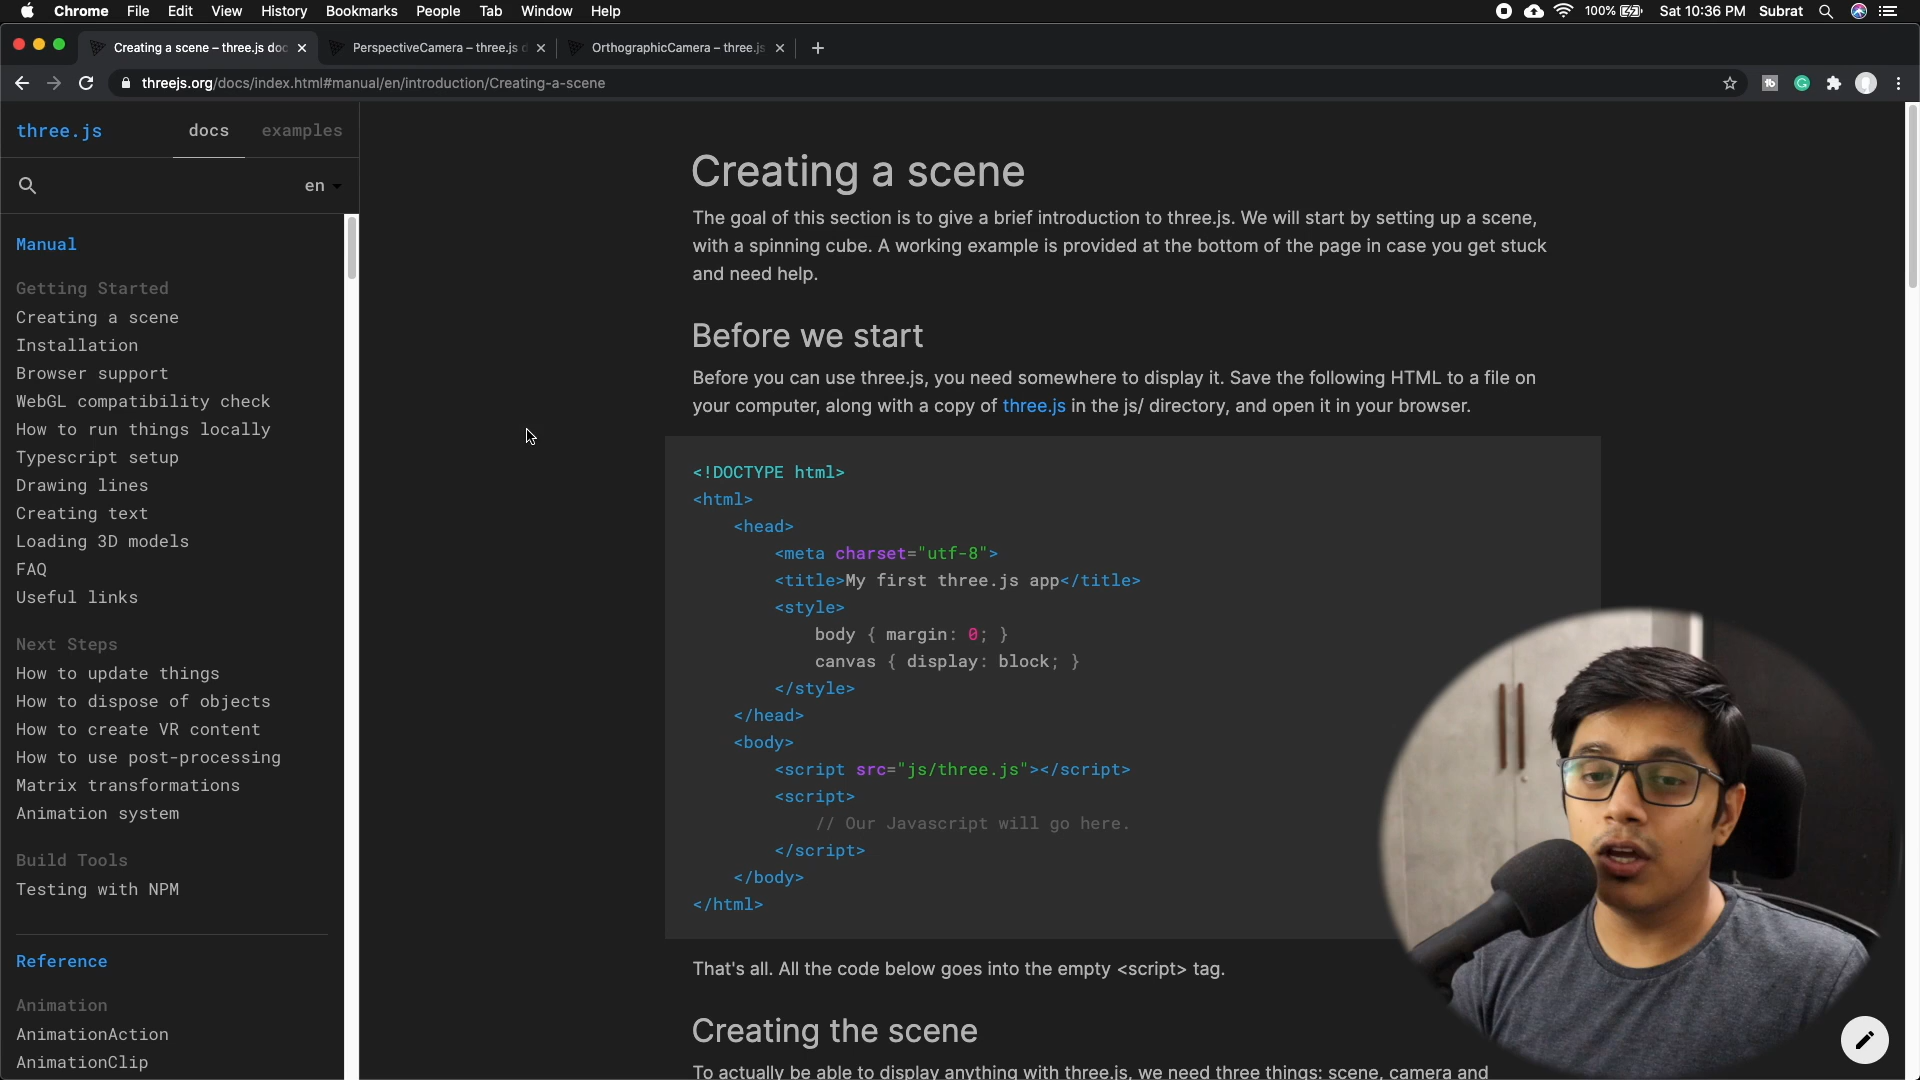 Chrome File Edit View History Bookmarks People Tab Window Help 100% Sat 10:36 PM Subrat
Creating a scene – three.js doc PerspectiveCamera – three.js d OrthographicCamera – three.js
threejs.org/docs/index.html#manual/en/introduction/Creating-a-scene
three.js docs examples
en
Manual
Getting Started
Creating a scene
Installation
Browser support
WebGL compatibility check
How to run things locally
Typescript setup
Drawing lines
Creating text
Loading 3D models
FAQ
Useful links
Next Steps
How to update things
How to dispose of objects
How to create VR content
How to use post-processing
Matrix transformations
Animation system
Build Tools
Testing with NPM
Reference
Animation
AnimationAction
AnimationClip
Creating a scene
The goal of this section is to give a brief introduction to three.js. We will start by setting up a scene,
with a spinning cube. A working example is provided at the bottom of the page in case you get stuck
and need help.
Before we start
Before you can use three.js, you need somewhere to display it. Save the following HTML to a file on
your computer, along with a copy of three.js in the js/ directory, and open it in your browser.
<!DOCTYPE html>
<html>
<head>
<meta charset="utf-8">
<title>My first three.js app</title>
<style>
body { margin: 0; }
canvas { display: block; }
</style>
</head>
<body>
<script src="js/three.js"></script>
<script>
// Our Javascript will go here.
</script>
</body>
</html>
That's all. All the code below goes into the empty <script> tag.
Creating the scene
To actually be able to display anything with three.js, we need three things: scene, camera and